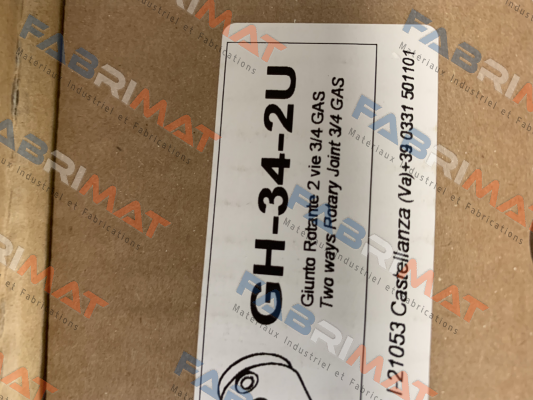 GH-34-2U
Giunto Rotante 2 vie 3/4 GAS
Two ways Rotary Joint 3/4 GAS
I-21053 Castellanza (Va)+39 0331 501101
FABRIMAT
Matériaux Industriel et Fabrications